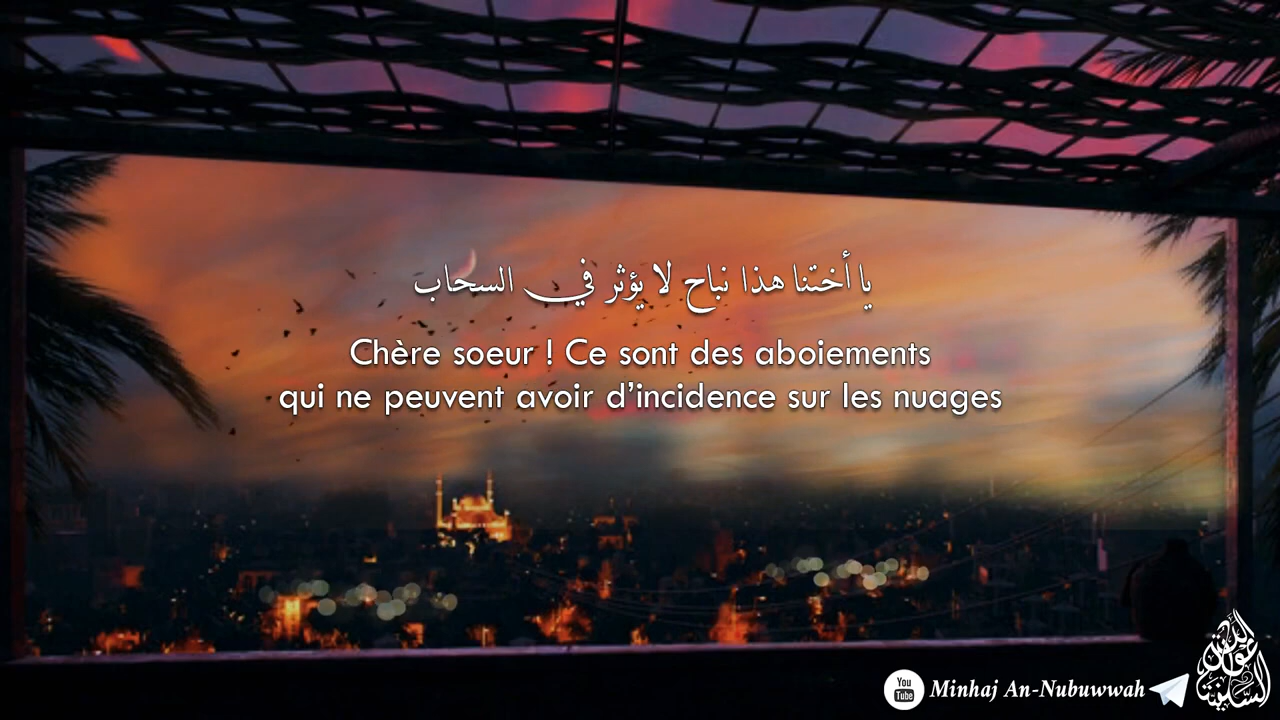 يا أختنا هذا نباح لا يؤثر في السحاب
Chère soeur ! Ce sont des aboiements
qui ne peuvent avoir d’incidence sur les nuages
You
Tube
Minhaj An-Nubuwwah